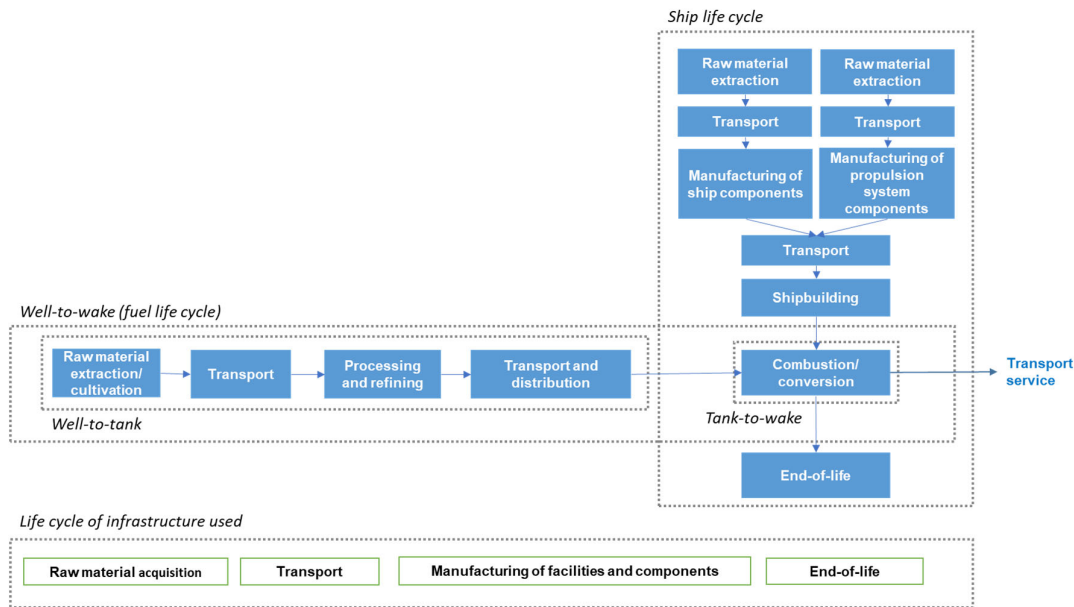 Ship life cycle
Raw material
extraction
Raw material
extraction
Transport
Transport
Manufacturing of
ship components
Manufacturing of
propulsion
system
components
Transport
Shipbuilding
Well-to-wake (fuel life cycle)
Raw material
extraction/
cultivation
Transport
Processing
and refining
Transport and
distribution
Combustion/
conversion
Transport
service
Well-to-tank
Tank-to-wake
End-of-life
Life cycle of infrastructure used
Raw material acquisition
Transport
Manufacturing of facilities and components
End-of-life